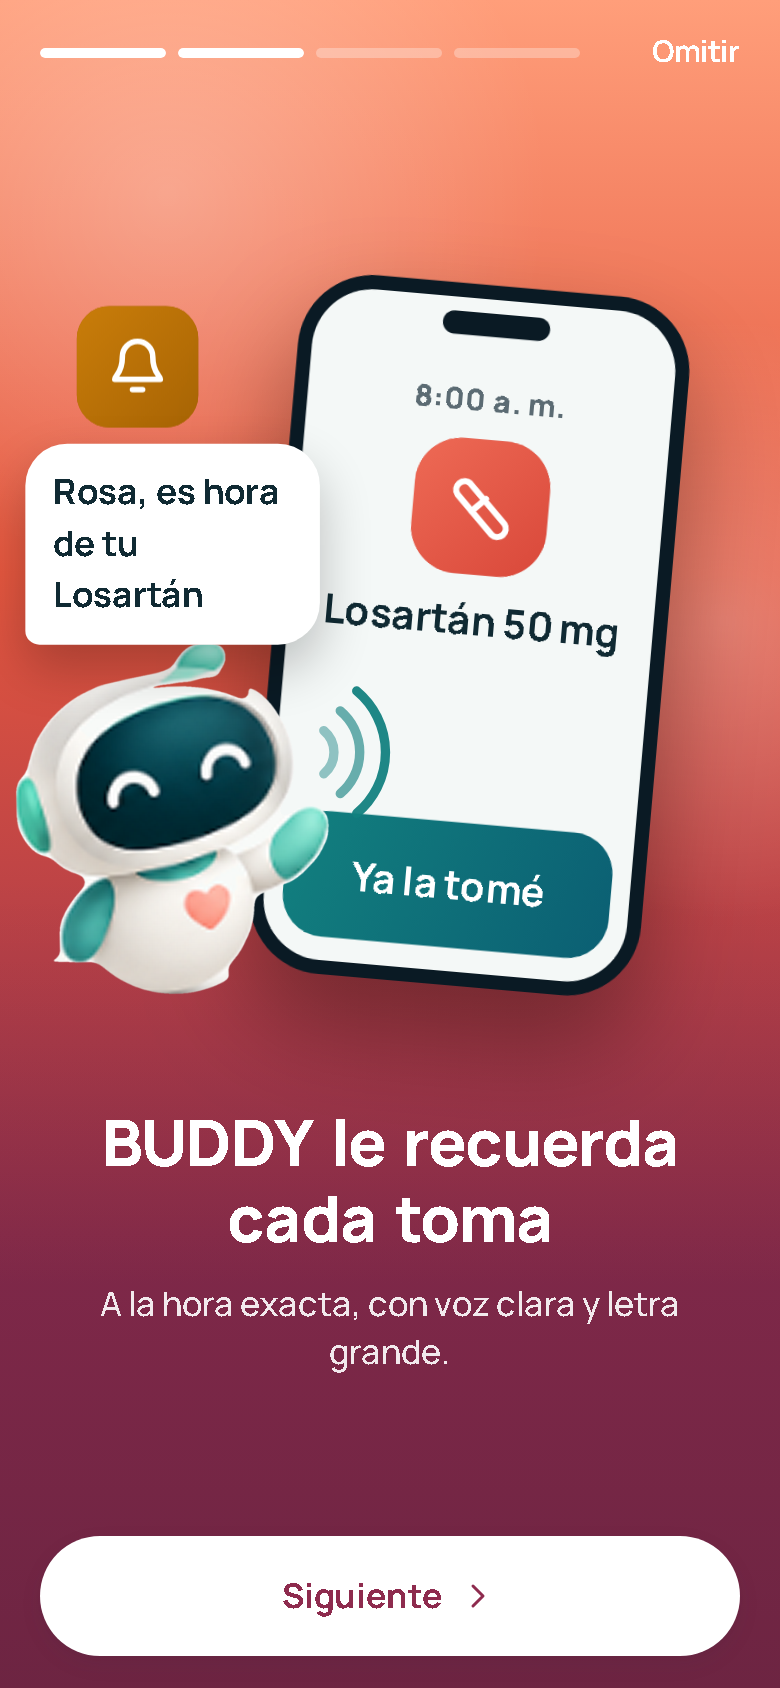 Omitir
8:00 a. m.
Rosa, es hora
de tu
Losartán
Losartán 50 mg
Ya la tomé
BUDDY le recuerda
cada toma
A la hora exacta, con voz clara y letra
grande.
Siguiente